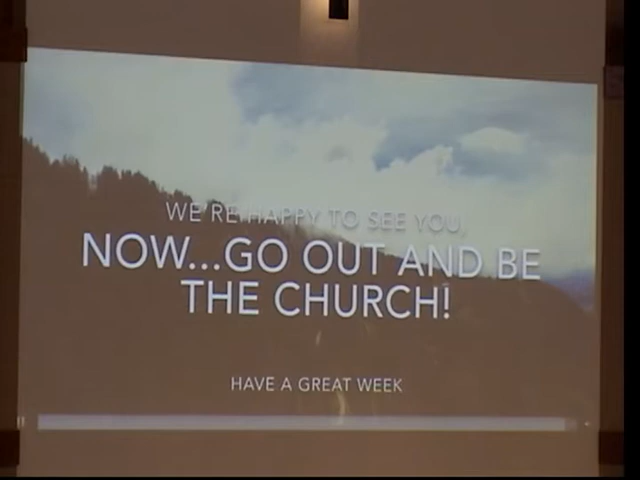 WE'RE HAPPY TO SEE YOU,
NOW...GO OUT AND BE
THE CHURCH!
HAVE A GREAT WEEK